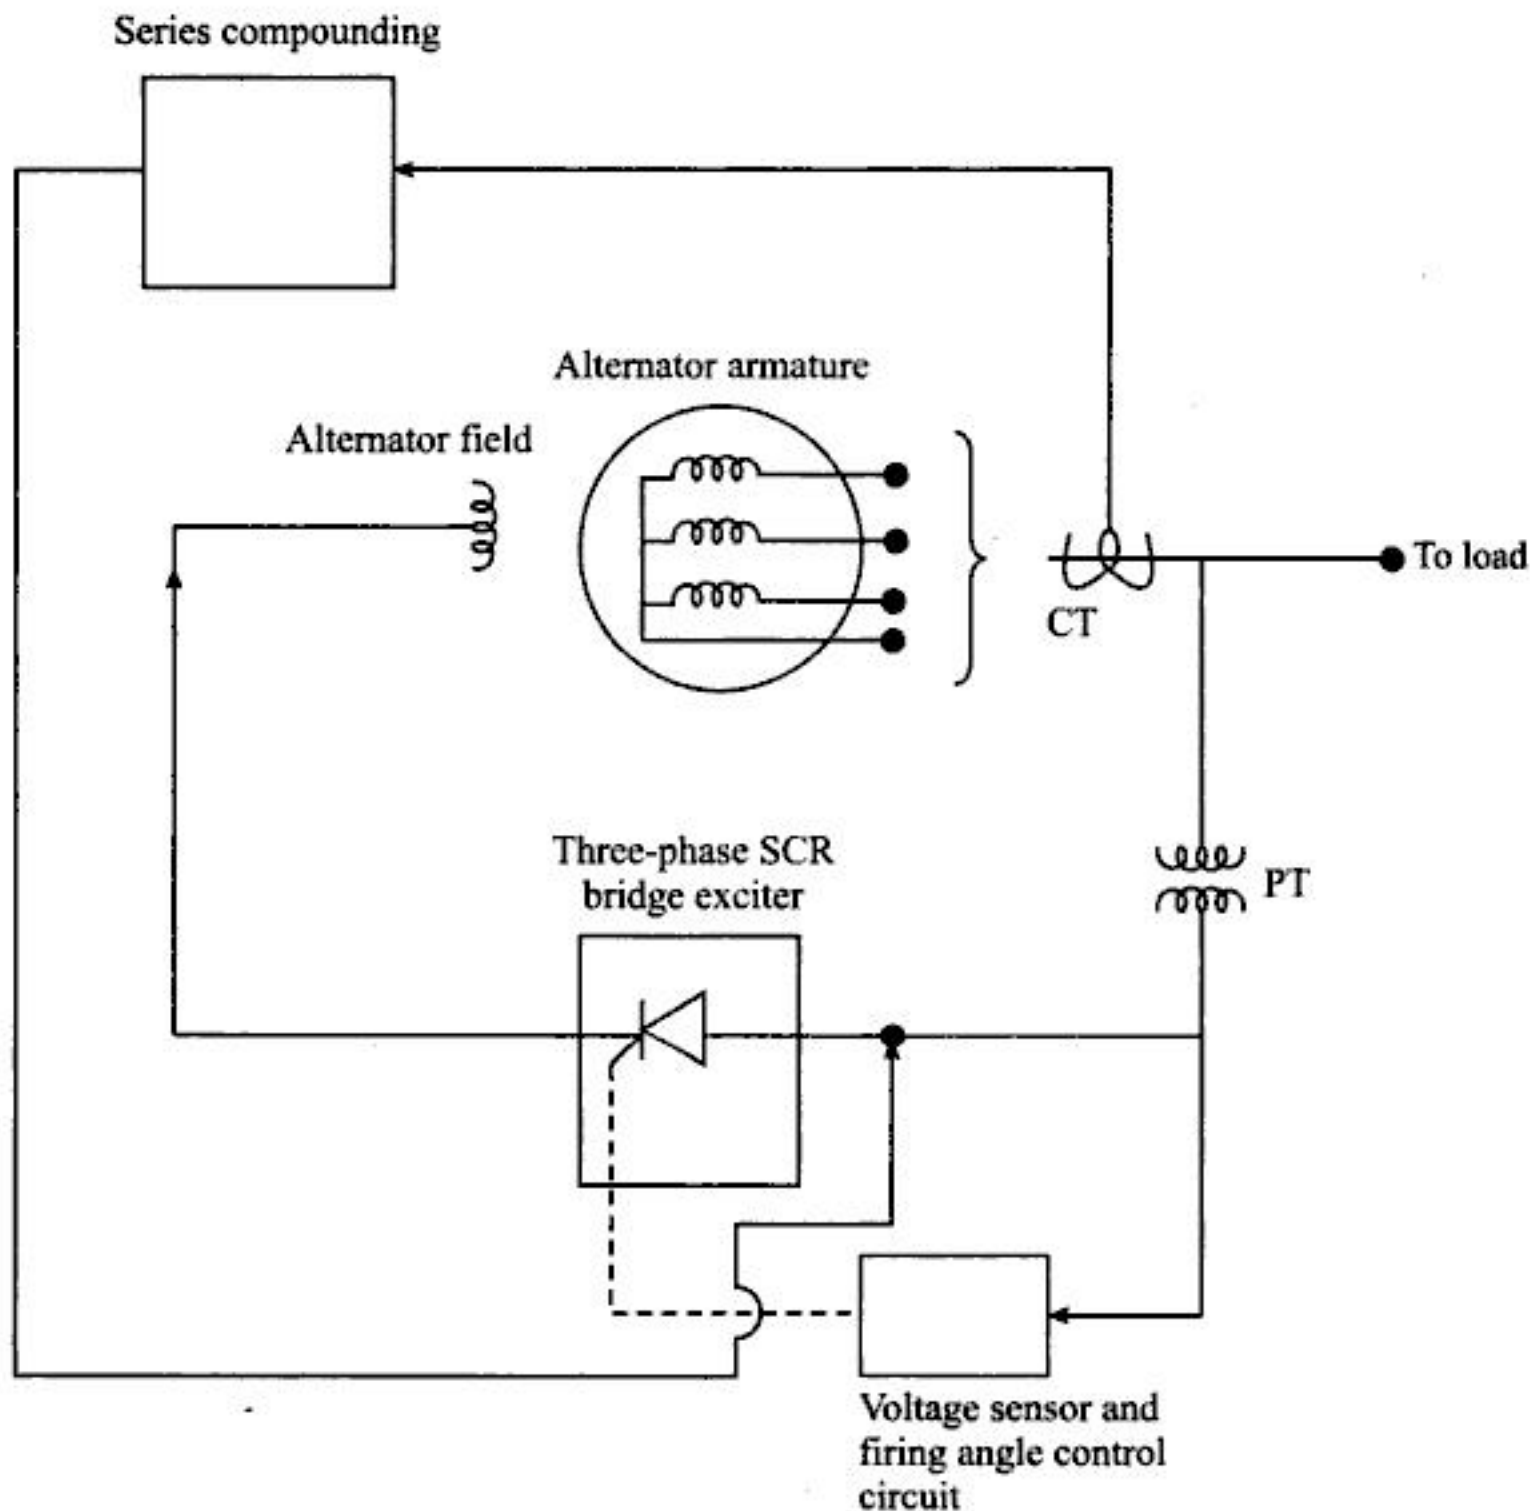 Series compounding
Alternator armature
Alternator field
To load
CT
Three-phase SCR
bridge exciter
PT
Voltage sensor and
firing angle control
circuit